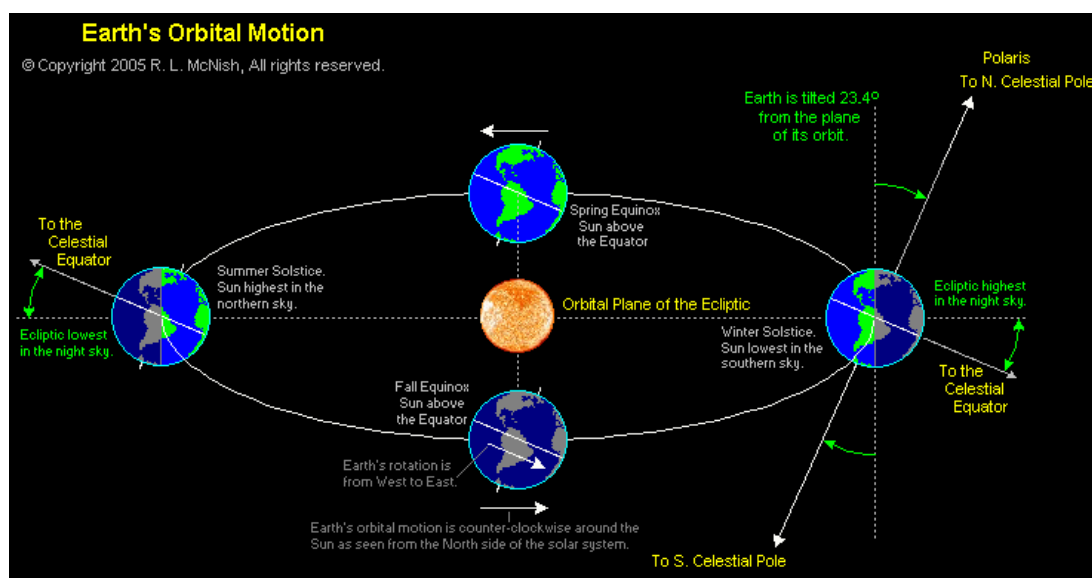 Earth's Orbital Motion
© Copyright 2005 R. L. McNish, All rights reserved.
Polaris
To N. Celestial Pole
Earth is tilted 23.4º
from the plane
of its orbit.
Spring Equinox
Sun above
the Equator
To the
Celestial
Equator
Summer Solstice.
Sun highest in the
northern sky.
Orbital Plane of the Ecliptic
Ecliptic highest
in the night sky.
Ecliptic lowest
in the night sky.
Winter Solstice.
Sun lowest in the
southern sky.
To the
Celestial
Equator
Fall Equinox
Sun above
the Equator
Earth's rotation is
from West to East.
Earth's orbital motion is counter-clockwise around the
Sun as seen from the North side of the solar system.
To S. Celestial Pole